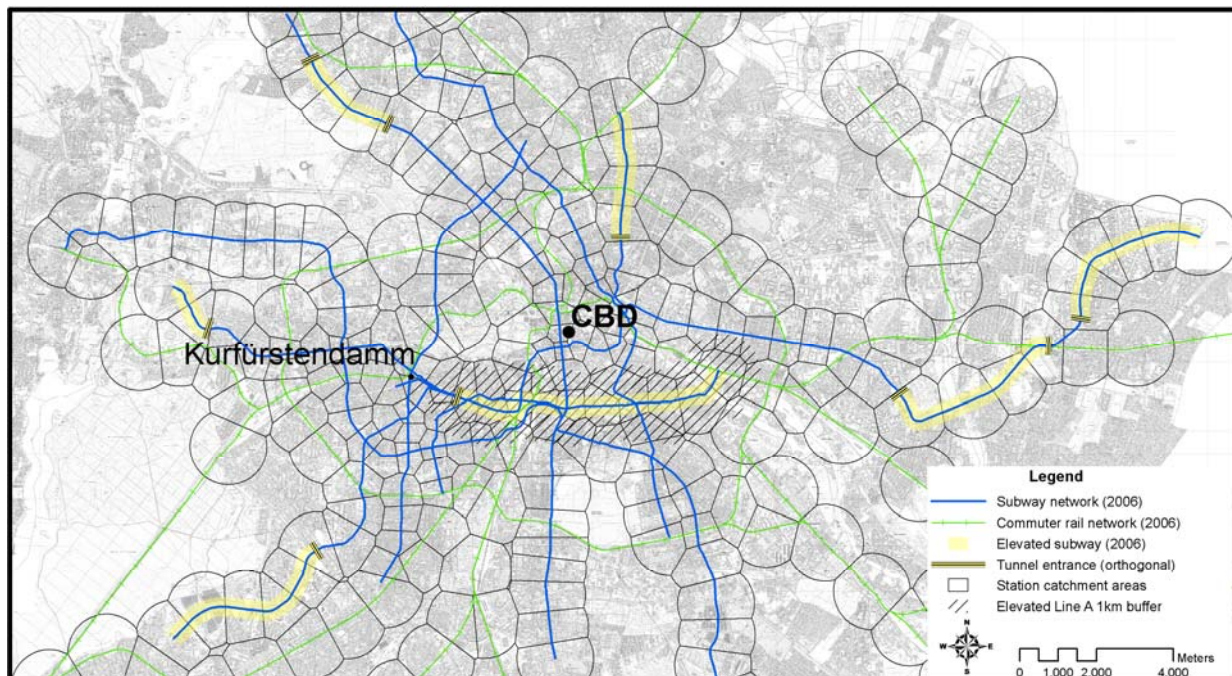 CBD
Kurfürstendamm
Legend
Subway network (2006)
Commuter rail network (2006)
Elevated subway (2006)
Tunnel entrance (orthogonal)
Station catchment areas
Elevated Line A 1km buffer
N
W E
S
Meters
0 1.000 2.000 4.000